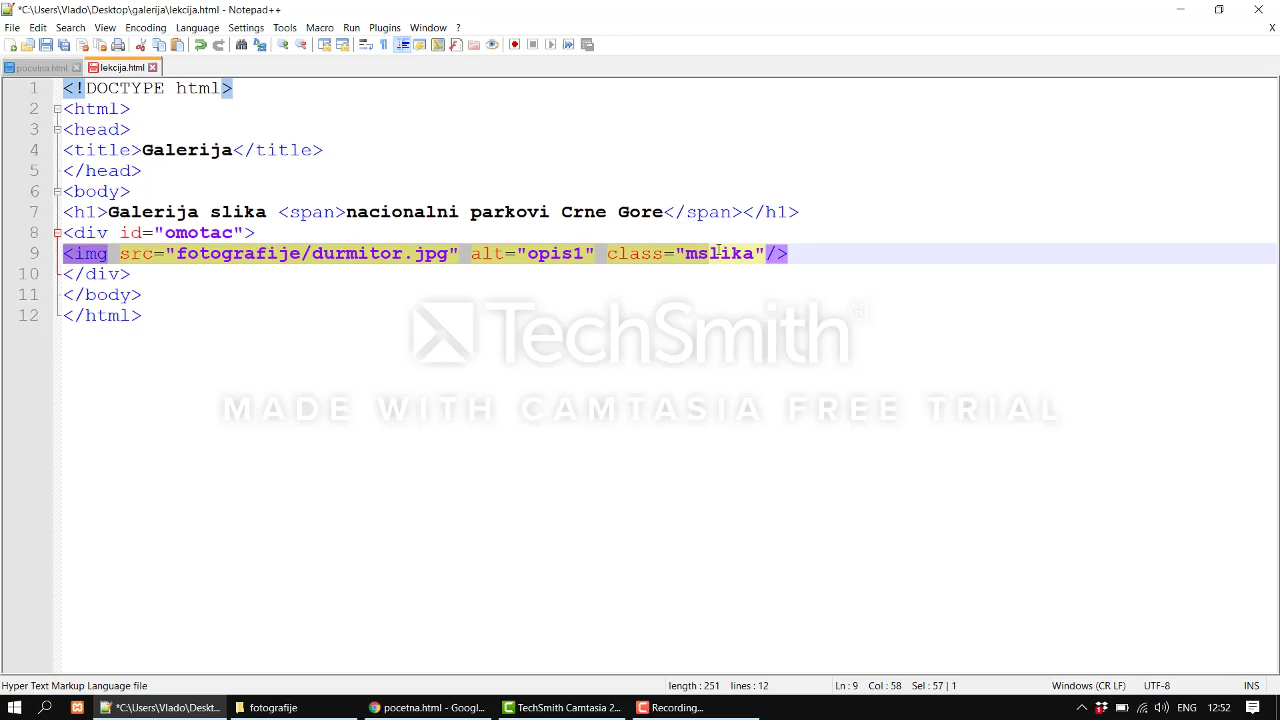 *C:\Users\Vlado\Desktop\galerija\lekcija.html - Notepad++
File Edit Search View Encoding Language Settings Tools Macro Run Plugins Window ?
X
pocetna.html lekcija.html
1 <!DOCTYPE html>
2 <html>
3 <head>
4 <title>Galerija</title>
5 </head>
6 <body>
7 <h1>Galerija slika <span>nacionalni parkovi Crne Gore</span></h1>
8 <div id="omotac">
9 <img src="fotografije/durmitor.jpg" alt="opis1" class="mslika"/>
10 </div>
11 </body>
12 </html>
TechSmith®
MADE WITH CAMTASIA FREE TRIAL
Hyper Text Markup Language file length : 251 lines : 12 Ln : 9 Col : 58 Sel : 57 | 1 Windows (CR LF) UTF-8 INS
*C:\Users\Vlado\Deskt... fotografije pocetna.html - Googl... TechSmith Camtasia 2... Recording... ENG 12:52